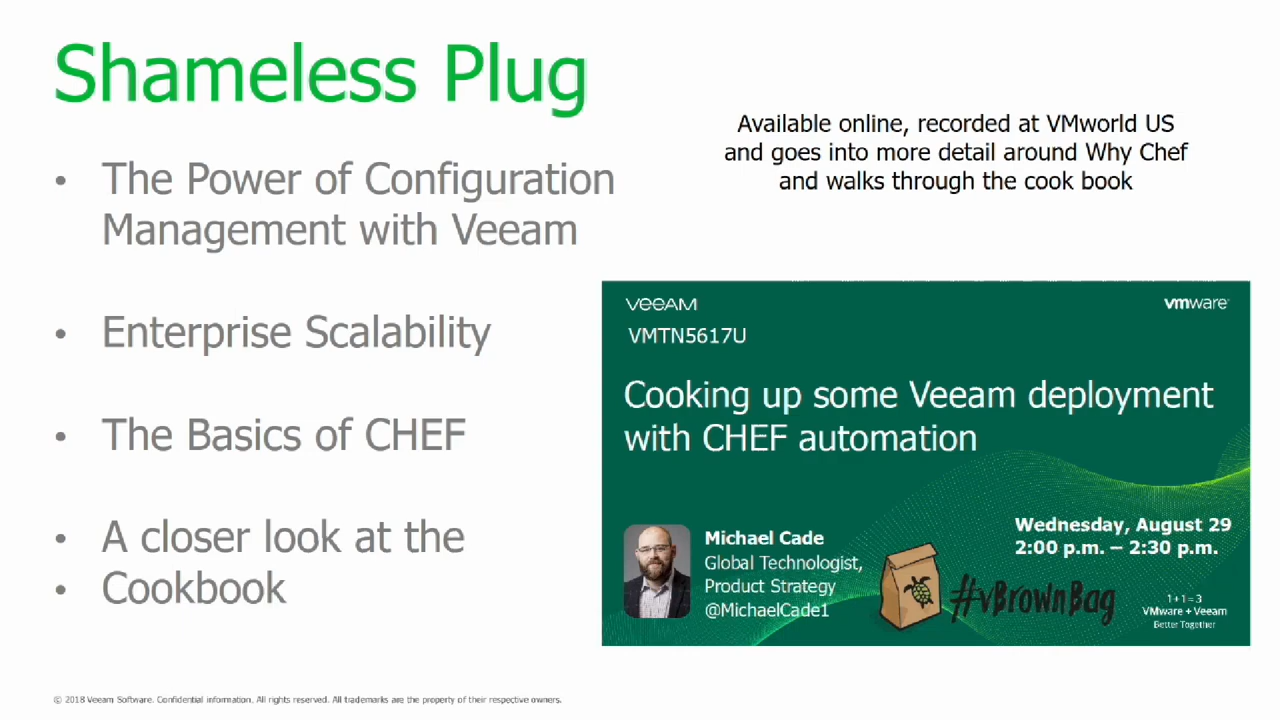 Shameless Plug
• The Power of Configuration
Management with Veeam
• Enterprise Scalability
• The Basics of CHEF
• A closer look at the
• Cookbook
Available online, recorded at VMworld US
and goes into more detail around Why Chef
and walks through the cook book
veeam
vmware
VMTN5617U
Cooking up some Veeam deployment
with CHEF automation
Michael Cade
Global Technologist,
Product Strategy
@MichaelCade1
Wednesday, August 29
2:00 p.m. – 2:30 p.m.
#vBrownBag
1+1=3
VMware + Veeam
Better Together
© 2018 Veeam Software. Confidential information. All rights reserved. All trademarks are the property of their respective owners.